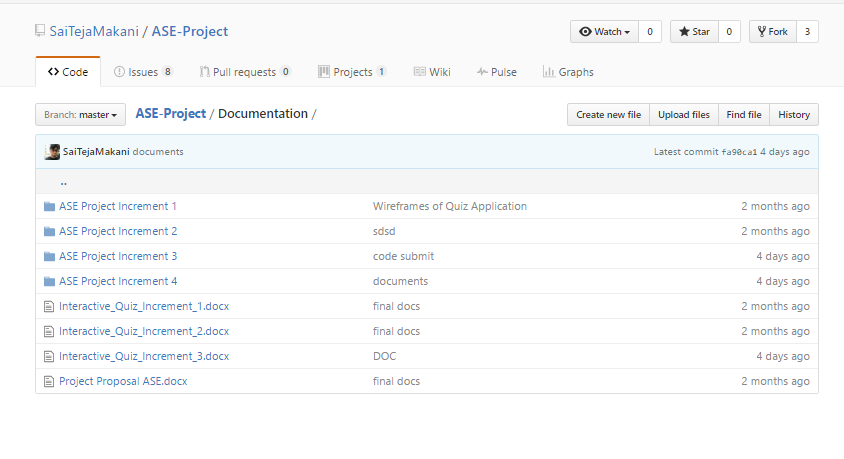 SaiTejaMakani / ASE-Project Watch 0 Star 0 Fork 3
Code Issues 8 Pull requests 0 Projects 1 Wiki Pulse Graphs
Branch: master ASE-Project / Documentation / Create new file Upload files Find file History
SaiTejaMakani documents Latest commit fa90ca1 4 days ago
..
ASE Project Increment 1 Wireframes of Quiz Application 2 months ago
ASE Project Increment 2 sdsd 2 months ago
ASE Project Increment 3 code submit 4 days ago
ASE Project Increment 4 documents 4 days ago
Interactive_Quiz_Increment_1.docx final docs 2 months ago
Interactive_Quiz_Increment_2.docx final docs 2 months ago
Interactive_Quiz_Increment_3.docx DOC 4 days ago
Project Proposal ASE.docx final docs 2 months ago